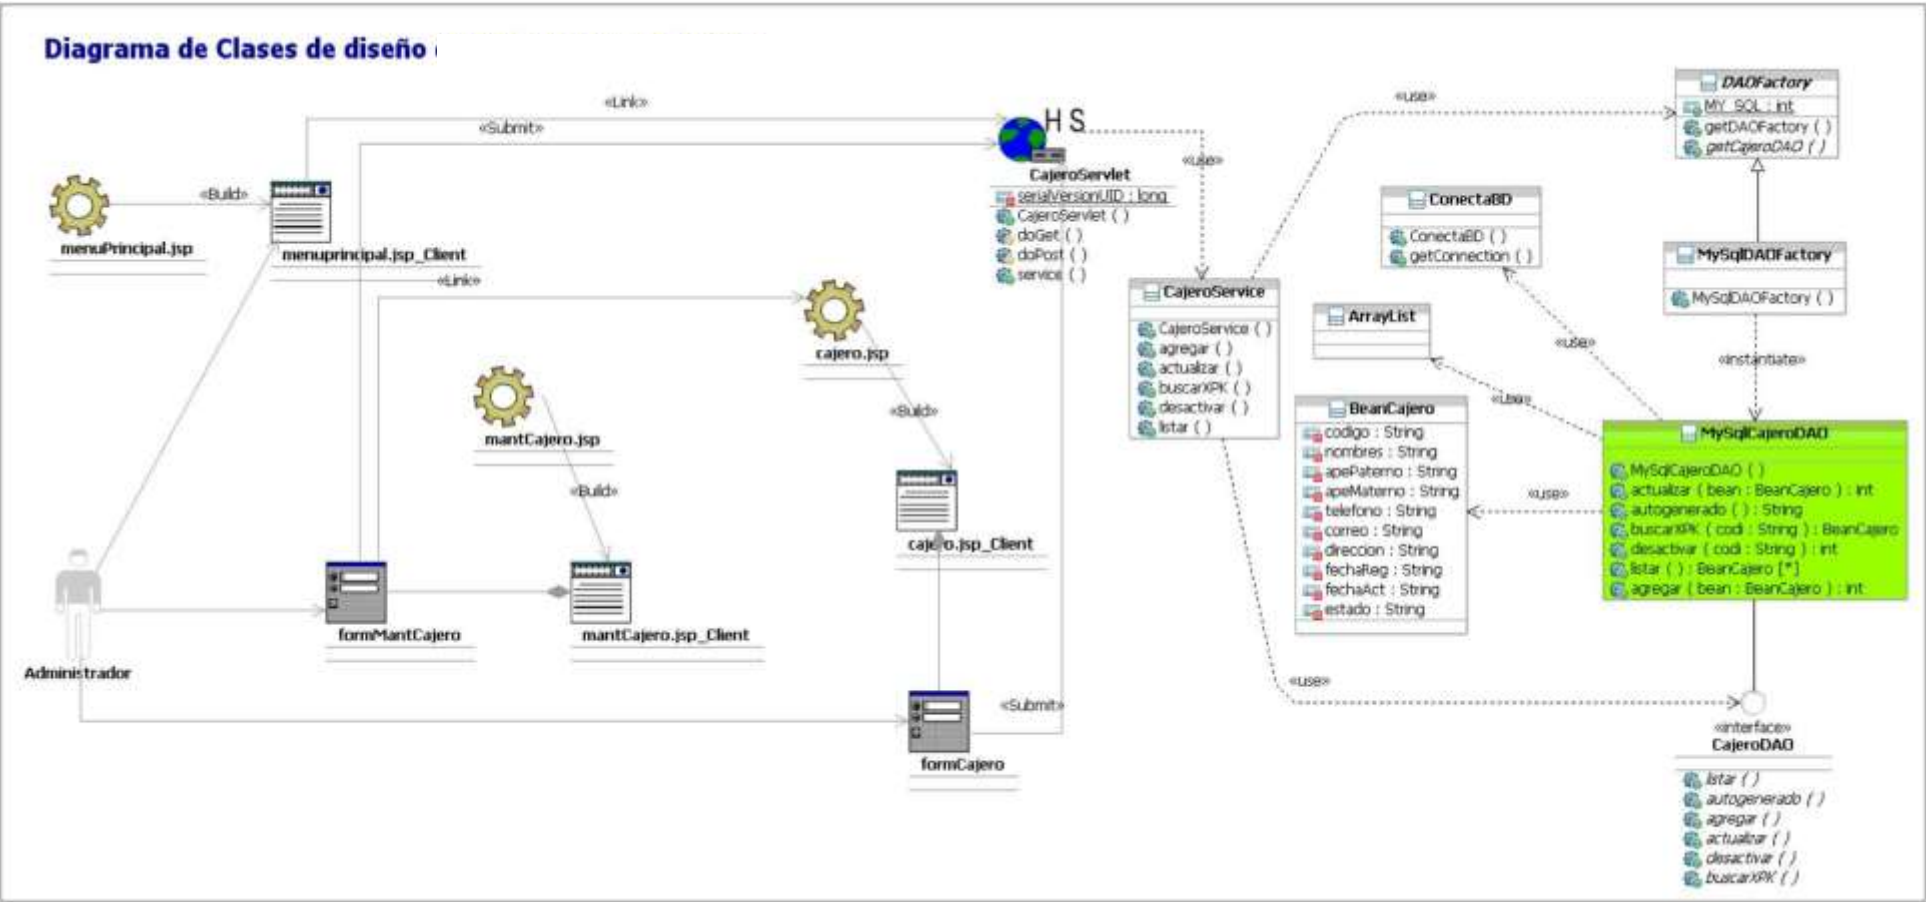 Diagrama de Clases de diseño
«Link»
«Submit»
«Build»
menuPrincipal.jsp
menuprincipal.jsp_Client
«Link»
H S
CajeroServlet
serialVersionUID : long
CajeroServlet ( )
doGet ( )
doPost ( )
service ( )
cajero.jsp
mantCajero.jsp
«Build»
«Build»
cajero.jsp_Client
formMantCajero
mantCajero.jsp_Client
Administrador
«Submit»
formCajero
«use»
«use»
CajeroService
CajeroService ( )
agregar ( )
actualizar ( )
buscarXPK ( )
desactivar ( )
listar ( )
DAOFactory
MY_SQL : int
getDAOFactory ( )
getCajeroDAO ( )
ConectaBD
ConectaBD ( )
getConnection ( )
MySqlDAOFactory
MySqlDAOFactory ( )
ArrayList
«use»
«instantiate»
«use»
BeanCajero
codigo : String
nombres : String
apePaterno : String
apeMaterno : String
telefono : String
correo : String
direccion : String
fechaReg : String
fechaAct : String
estado : String
«use»
MySqlCajeroDAO
MySqlCajeroDAO ( )
actualizar ( bean : BeanCajero ) : int
autogenerado ( ) : String
buscarXPK ( codi : String ) : BeanCajero
desactivar ( codi : String ) : int
listar ( ) : BeanCajero [*]
agregar ( bean : BeanCajero ) : int
«use»
«interface»
CajeroDAO
listar ( )
autogenerado ( )
agregar ( )
actualizar ( )
desactivar ( )
buscarXPK ( )